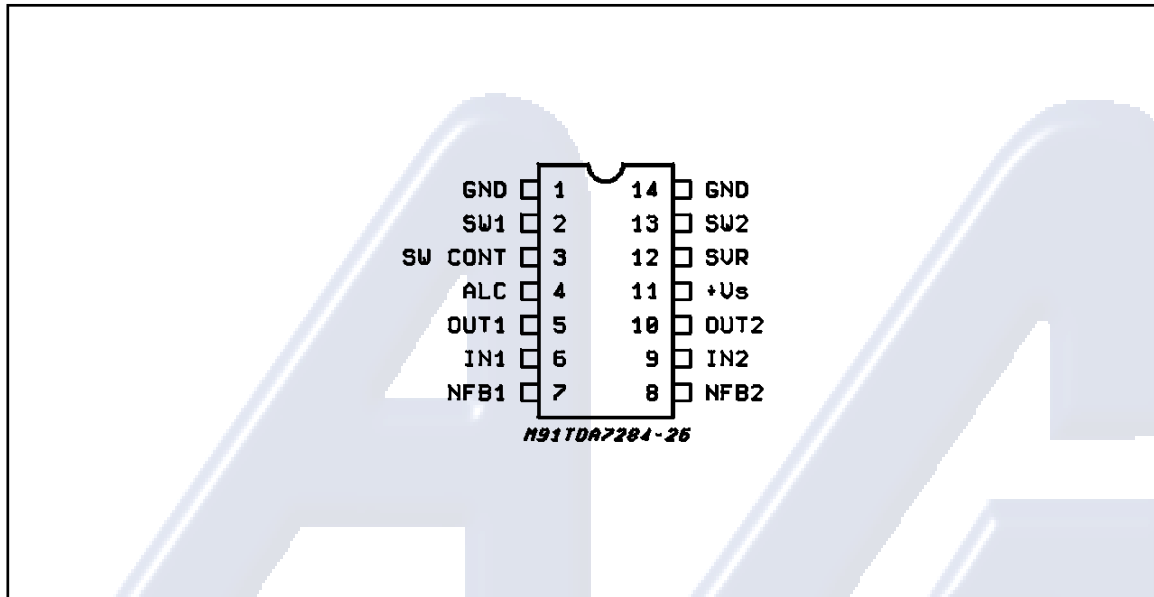 GND 1 14 GND
SW1 2 13 SW2
SW CONT 3 12 SVR
ALC 4 11 +Vs
OUT1 5 10 OUT2
IN1 6 9 IN2
NFB1 7 8 NFB2
M91TDA7284-26